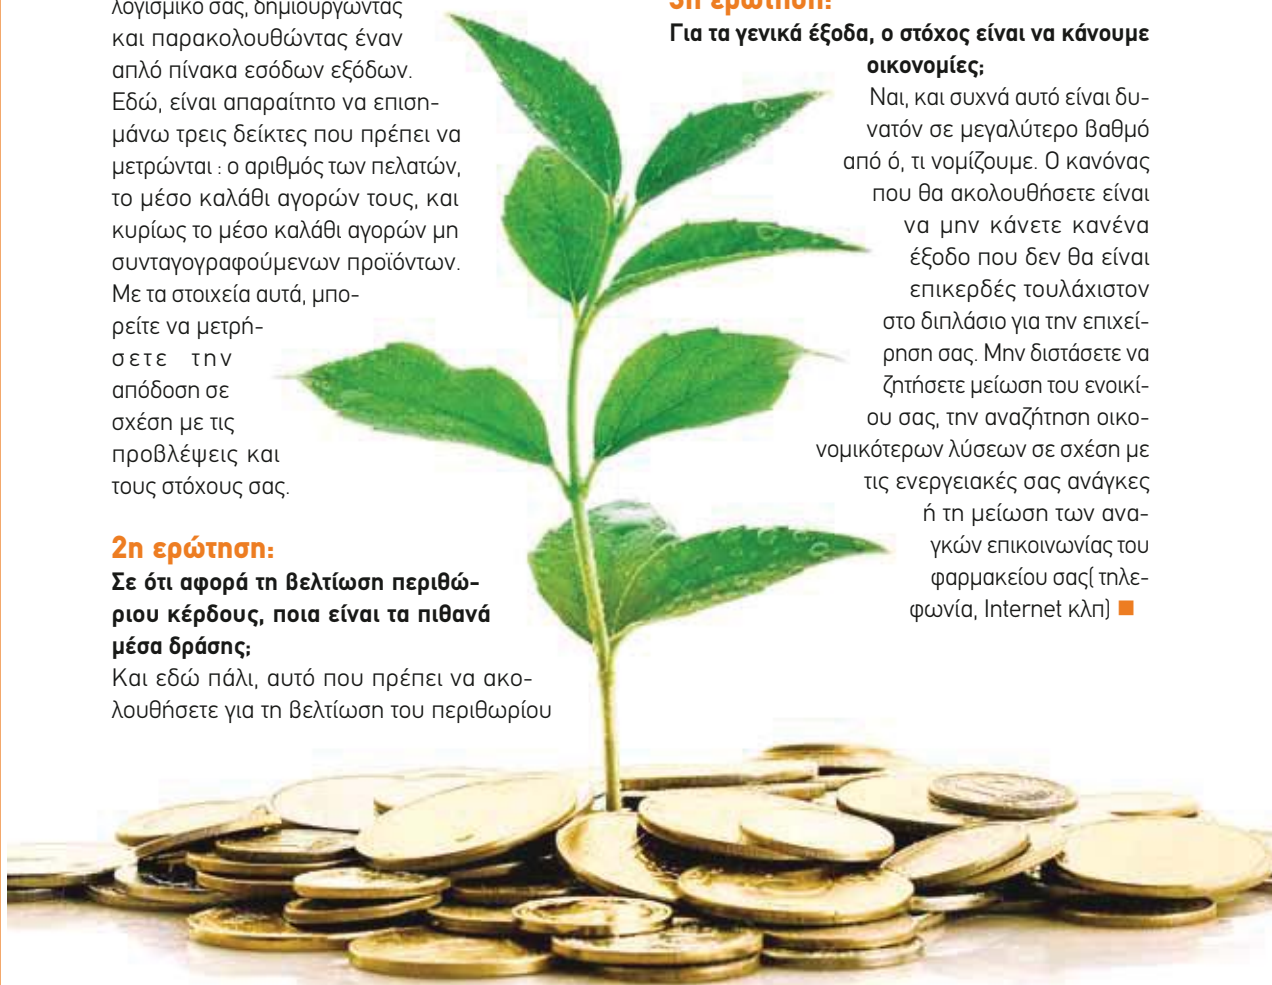 λογισμικό σας, δημιουργώντας
και παρακολουθώντας έναν
απλό πίνακα εσόδων εξόδων.
Εδώ, είναι απαραίτητο να επιση-
μάνω τρεις δείκτες που πρέπει να
μετρώνται : ο αριθμός των πελατών,
το μέσο καλάθι αγορών τους, και
κυρίως το μέσο καλάθι αγορών μη
συνταγογραφούμενων προϊόντων.
Με τα στοιχεία αυτά, μπο-
ρείτε να μετρή-
σετε την
απόδοση σε
σχέση με τις
προβλέψεις και
τους στόχους σας.
2η ερώτηση:
Σε ότι αφορά τη βελτίωση περιθώ-
ριου κέρδους, ποια είναι τα πιθανά
μέσα δράσης;
Και εδώ πάλι, αυτό που πρέπει να ακο-
λουθήσετε για τη βελτίωση του περιθωρίου
3η ερώτηση:
Για τα γενικά έξοδα, ο στόχος είναι να κάνουμε
οικονομίες;
Ναι, και συχνά αυτό είναι δυ-
νατόν σε μεγαλύτερο βαθμό
από ό, τι νομίζουμε. Ο κανόνας
που θα ακολουθήσετε είναι
να μην κάνετε κανένα
έξοδο που δεν θα είναι
επικερδές τουλάχιστον
στο διπλάσιο για την επιχεί-
ρηση σας. Μην διστάσετε να
ζητήσετε μείωση του ενοικί-
ου σας, την αναζήτηση οικο-
νομικότερων λύσεων σε σχέση με
τις ενεργειακές σας ανάγκες
ή τη μείωση των ανα-
γκών επικοινωνίας του
φαρμακείου σας( τηλε-
φωνία, Internet κλπ)